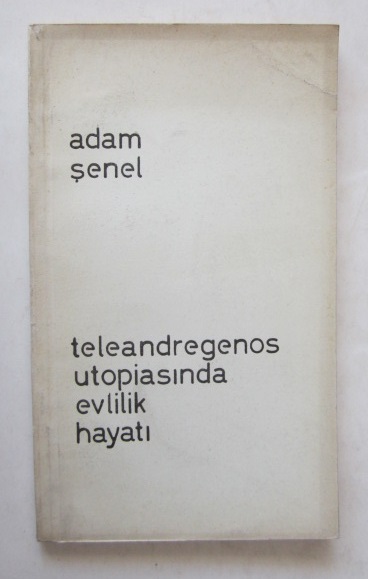 adam
şenel
teleandregenos
utopiasında
evlilik
hayatı